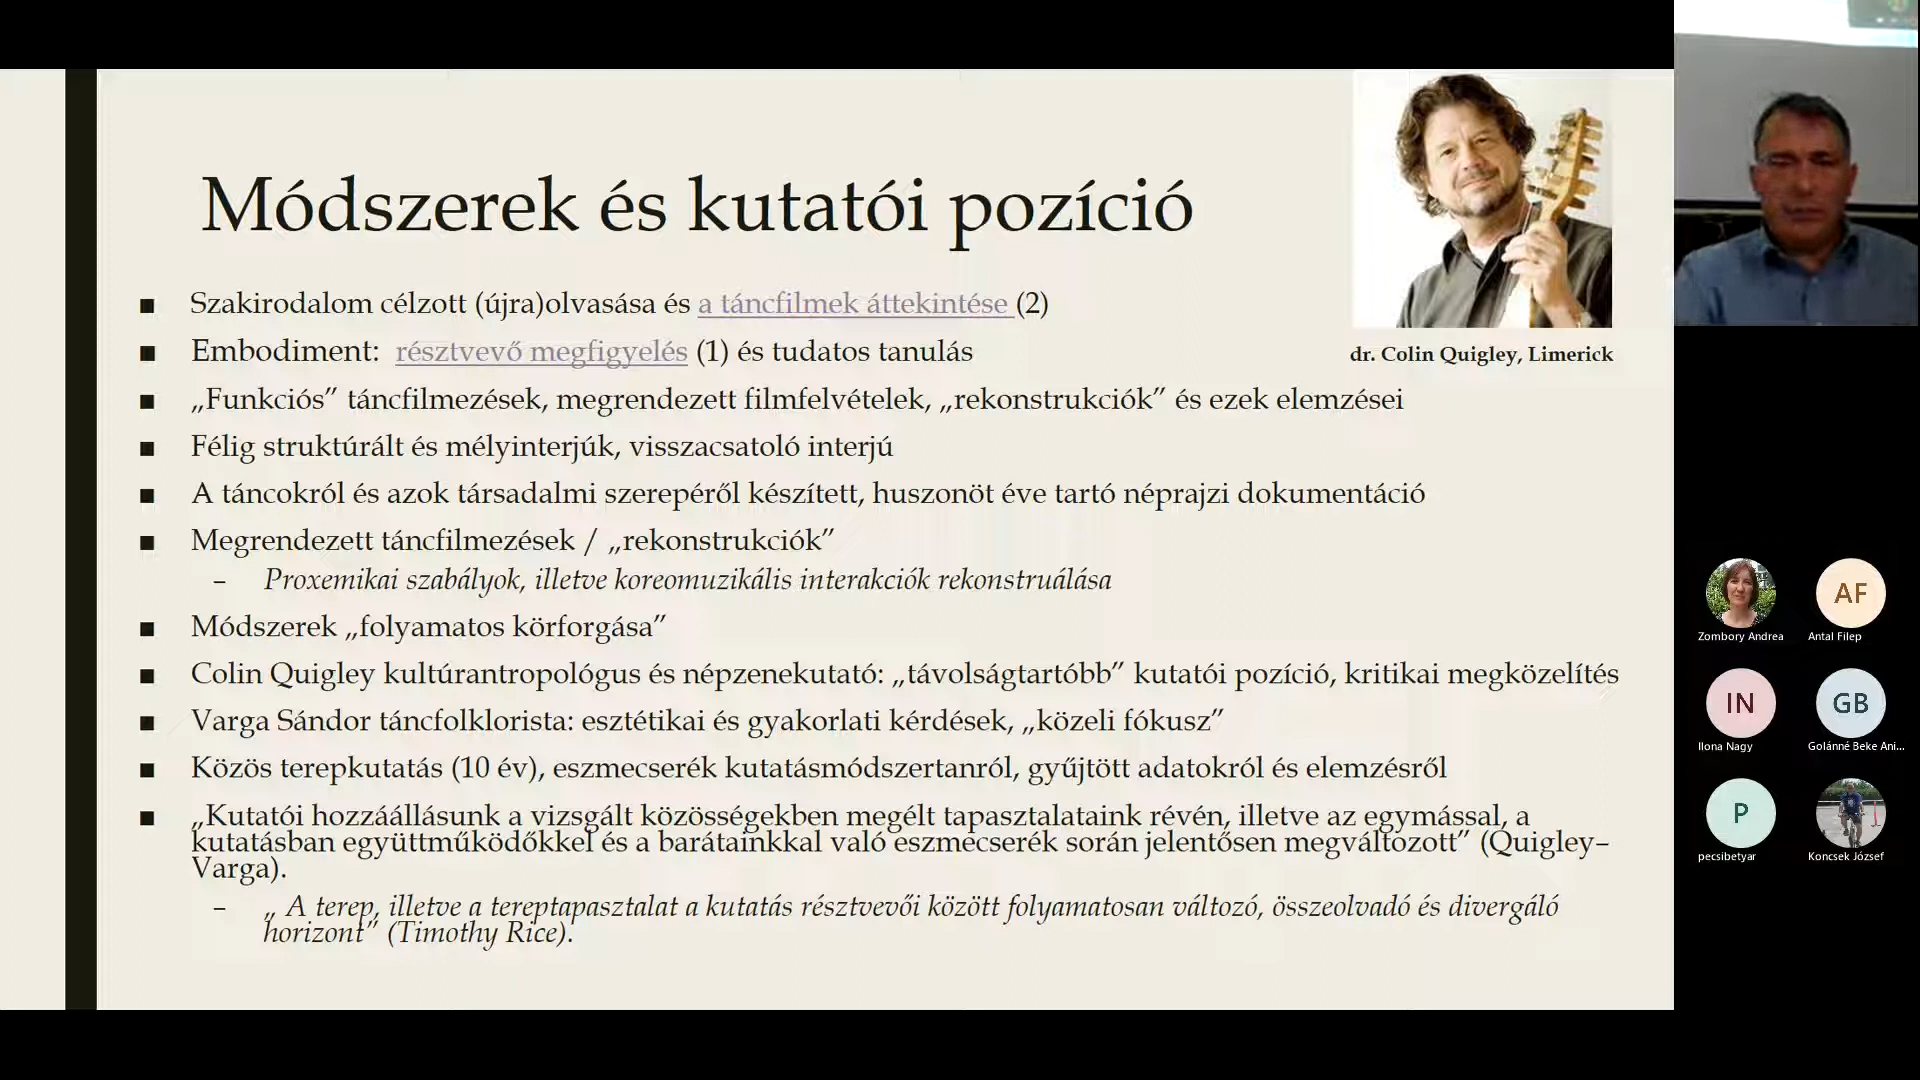 Módszerek és kutatói pozíció
dr. Colin Quigley, Limerick
■ Szakirodalom célzott (újra)olvasása és a táncfilmek áttekintése (2)
■ Embodiment: résztvevő megfigyelés (1) és tudatos tanulás
■ „Funkciós” táncfilmezések, megrendezett filmfelvételek, „rekonstrukciók” és ezek elemzései
■ Félig struktúrált és mélyinterjúk, visszacsatoló interjú
■ A táncokról és azok társadalmi szerepéről készített, huszonöt éve tartó néprajzi dokumentáció
■ Megrendezett táncfilmezések / „rekonstrukciók”
– Proxemikai szabályok, illetve koreomuzikális interakciók rekonstruálása
■ Módszerek „folyamatos körforgása”
■ Colin Quigley kultúrantropológus és népzenekutató: „távolságtartóbb” kutatói pozíció, kritikai megközelítés
■ Varga Sándor táncfolklorista: esztétikai és gyakorlati kérdések, „közeli fókusz”
■ Közös terepkutatás (10 év), eszmecserék kutatásmódszertanról, gyűjtött adatokról és elemzésről
■ „Kutatói hozzáállásunk a vizsgált közösségekben megélt tapasztalataink révén, illetve az egymással, a
kutatásban együttműködőkkel és a barátainkkal való eszmecserék során jelentősen megváltozott” (Quigley–
Varga).
– „ A terep, illetve a tereptapasztalat a kutatás résztvevői között folyamatosan változó, összeolvadó és divergáló
horizont” (Timothy Rice).
Zombory Andrea
AF
Antal Filep
IN
Ilona Nagy
GB
Golánné Beke Ani...
P
pecsibetyar
Koncsek József